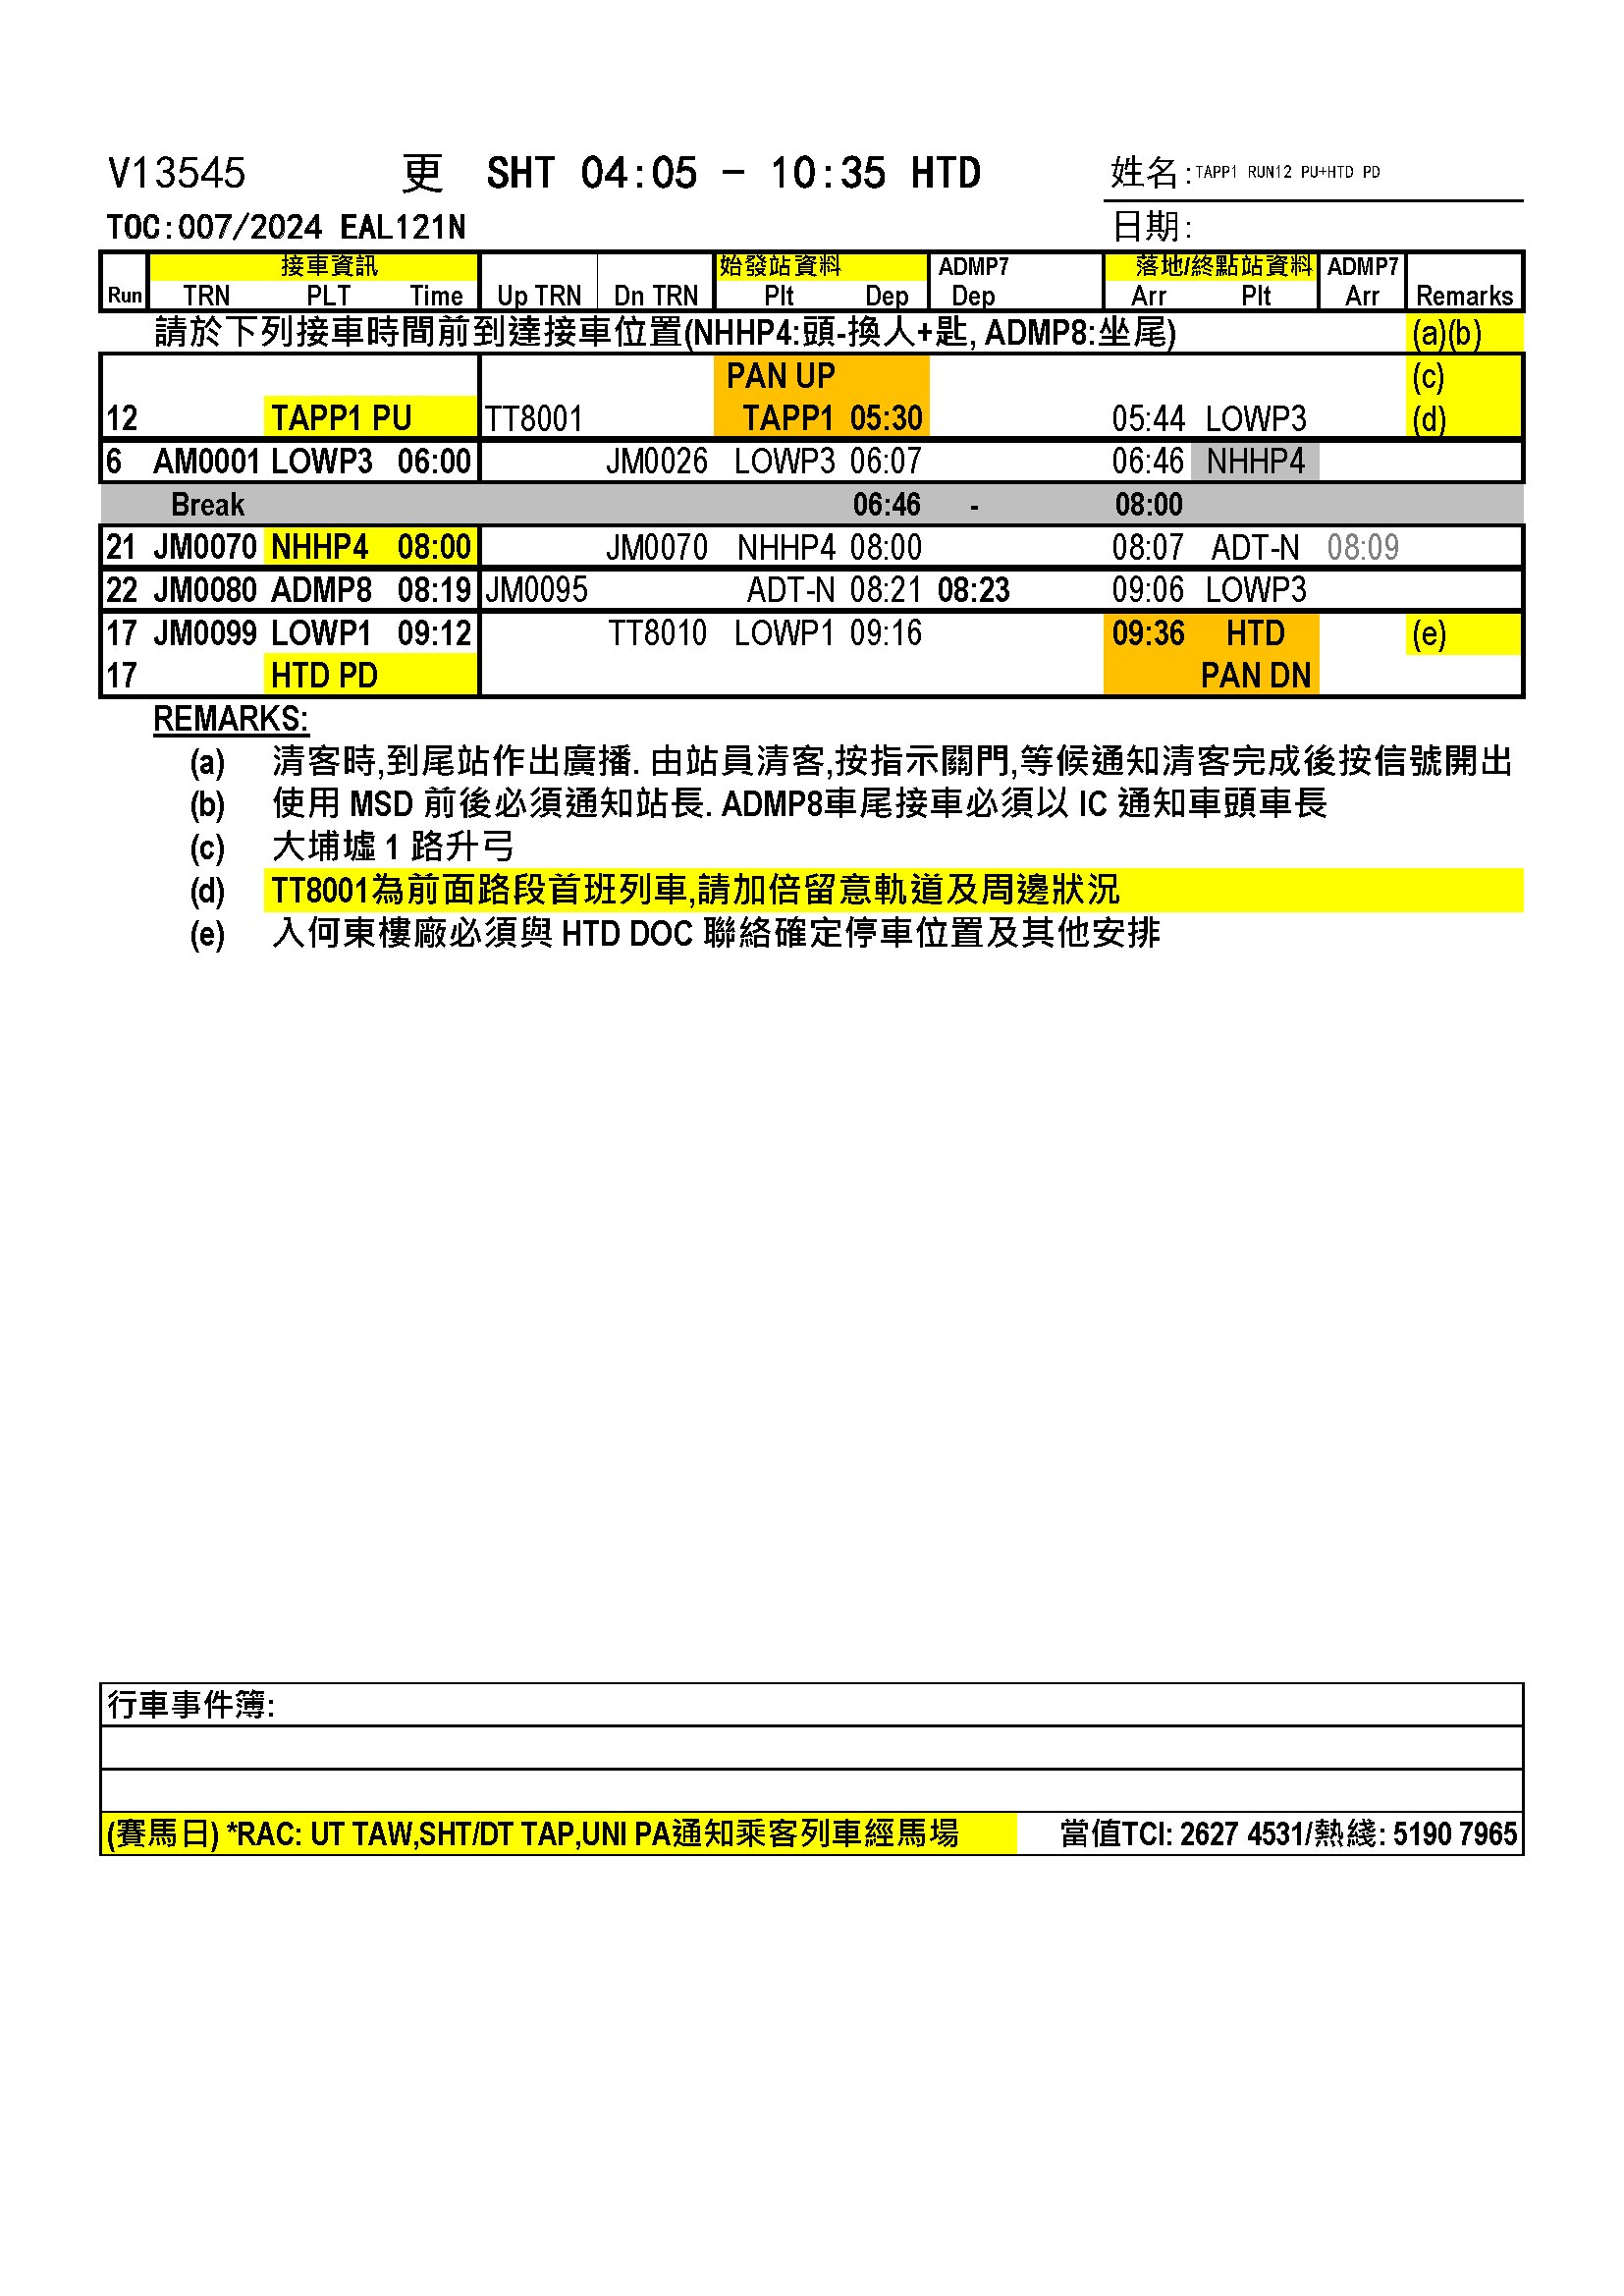 V13545 更 SHT 04:05 - 10:35 HTD 姓名:TAPP1 RUN12 PU+HTD PD
TOC:007/2024 EAL121N 日期:
接車資訊 始發站資料 ADMP7 落地/終點站資料 ADMP7
Run TRN PLT Time Up TRN Dn TRN Plt Dep Dep Arr Plt Arr Remarks
請於下列接車時間前到達接車位置(NHHP4:頭-換人+匙, ADMP8:坐尾) (a)(b)
PAN UP (c)
12 TAPP1 PU TT8001 TAPP1 05:30 05:44 LOWP3 (d)
6 AM0001 LOWP3 06:00 JM0026 LOWP3 06:07 06:46 NHHP4
Break 06:46 - 08:00
21 JM0070 NHHP4 08:00 JM0070 NHHP4 08:00 08:07 ADT-N 08:09
22 JM0080 ADMP8 08:19 JM0095 ADT-N 08:21 08:23 09:06 LOWP3
17 JM0099 LOWP1 09:12 TT8010 LOWP1 09:16 09:36 HTD (e)
17 HTD PD PAN DN
REMARKS:
(a) 清客時,到尾站作出廣播. 由站員清客,按指示關門,等候通知清客完成後按信號開出
(b) 使用 MSD 前後必須通知站長. ADMP8車尾接車必須以 IC 通知車頭車長
(c) 大埔墟 1 路升弓
(d) TT8001為前面路段首班列車,請加倍留意軌道及周邊狀況
(e) 入何東樓廠必須與 HTD DOC 聯絡確定停車位置及其他安排
行車事件簿:
(賽馬日) *RAC: UT TAW,SHT/DT TAP,UNI PA通知乘客列車經馬場 當值TCI: 2627 4531/熱綫: 5190 7965